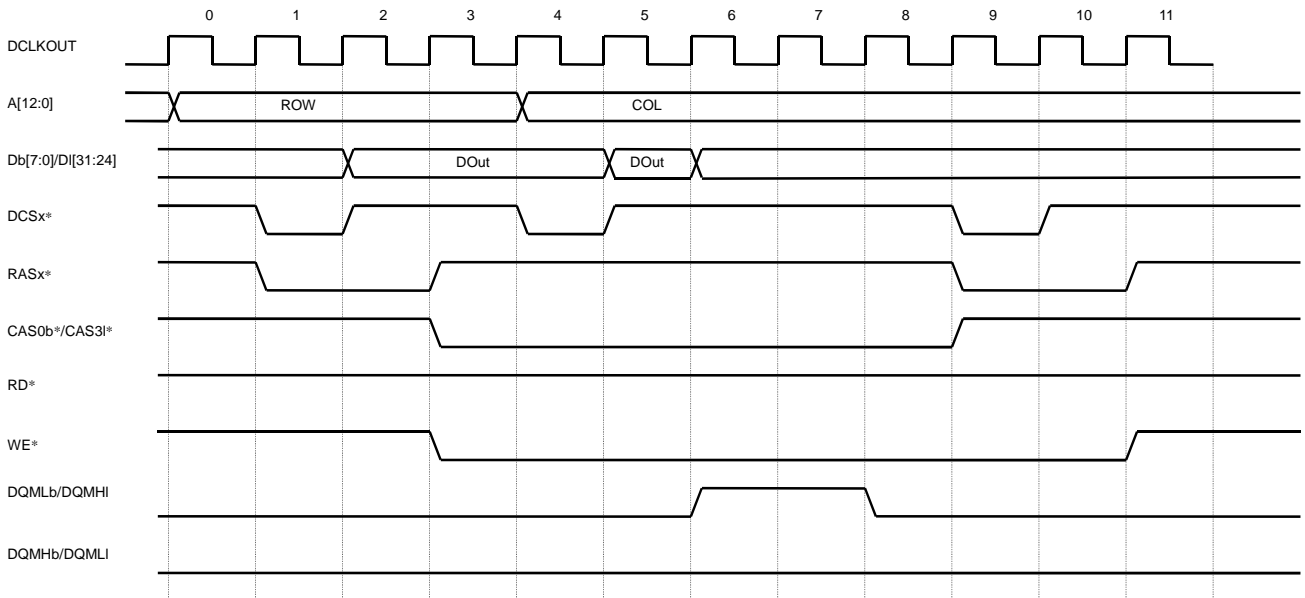 0 1 2 3 4 5 6 7 8 9 10 11
DCLKOUT
A[12:0] ROW COL
Db[7:0]/Dl[31:24] DOut DOut
DCSx*
RASx*
CAS0b*/CAS3l*
RD*
WE*
DQMLb/DQMHl
DQMHb/DQMLl